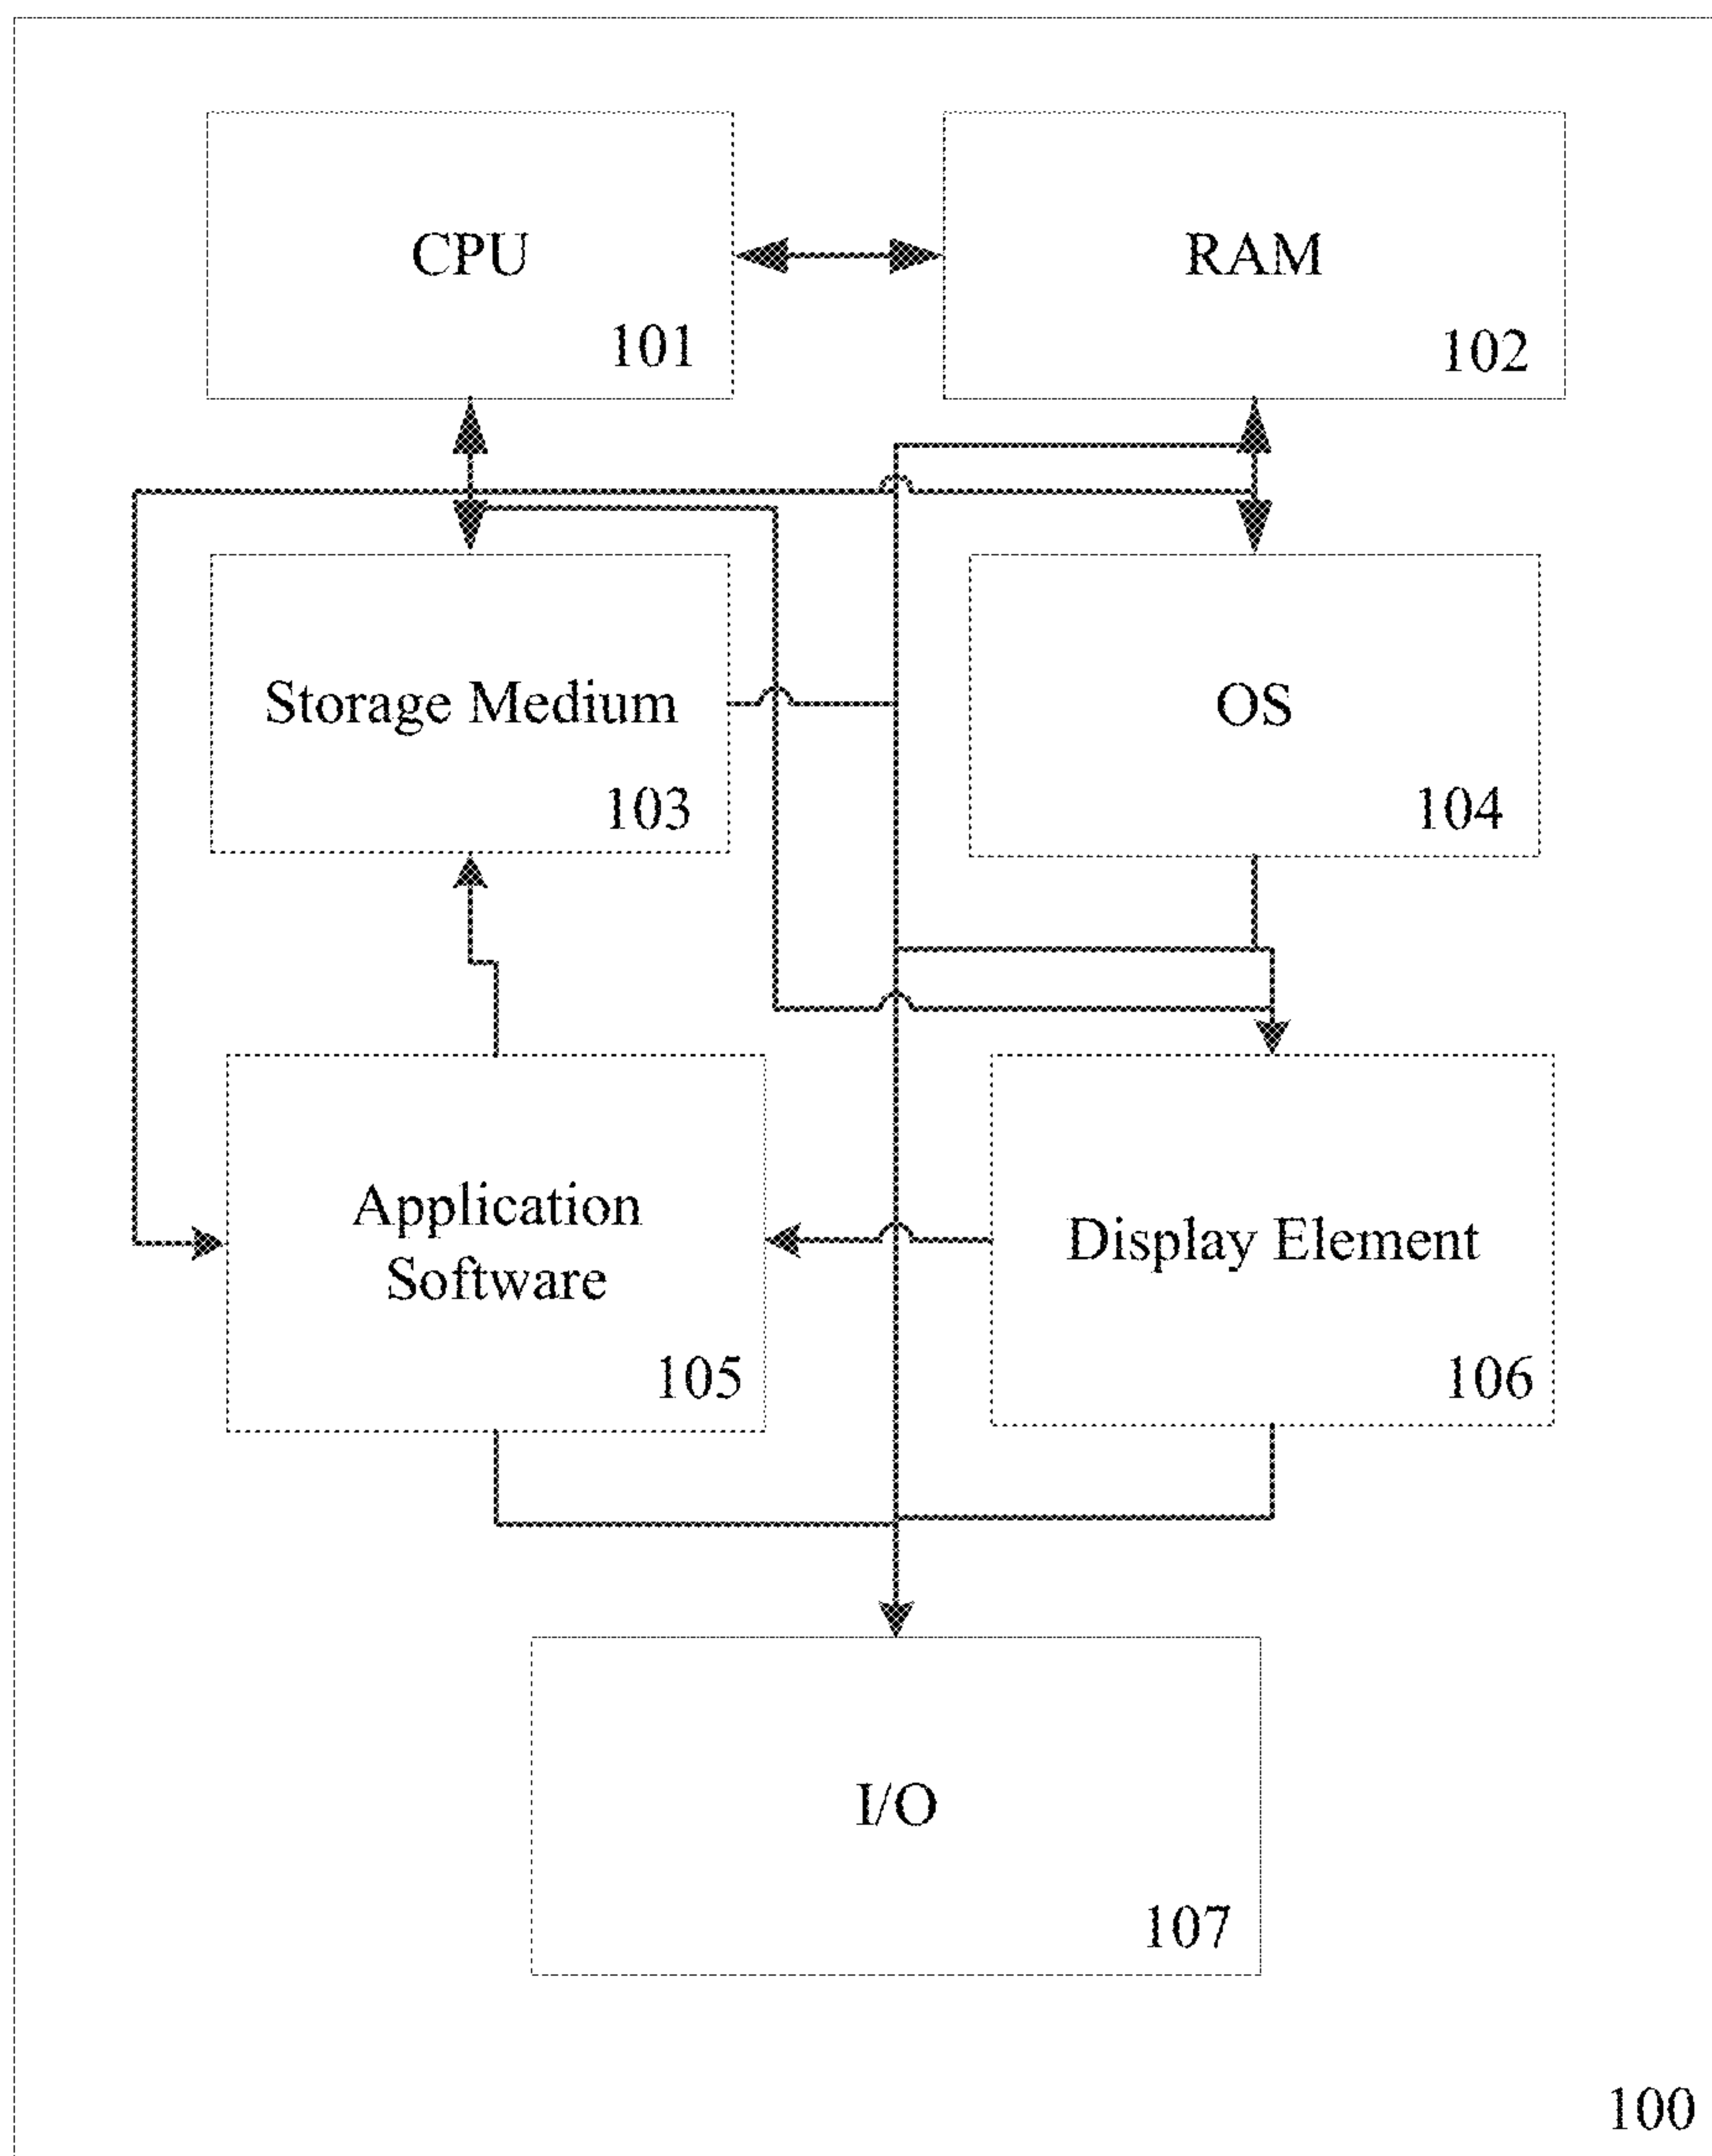 CPU
101
RAM
102
Storage Medium
103
OS
104
Application
Software
105
Display Element
106
I/O
107
100